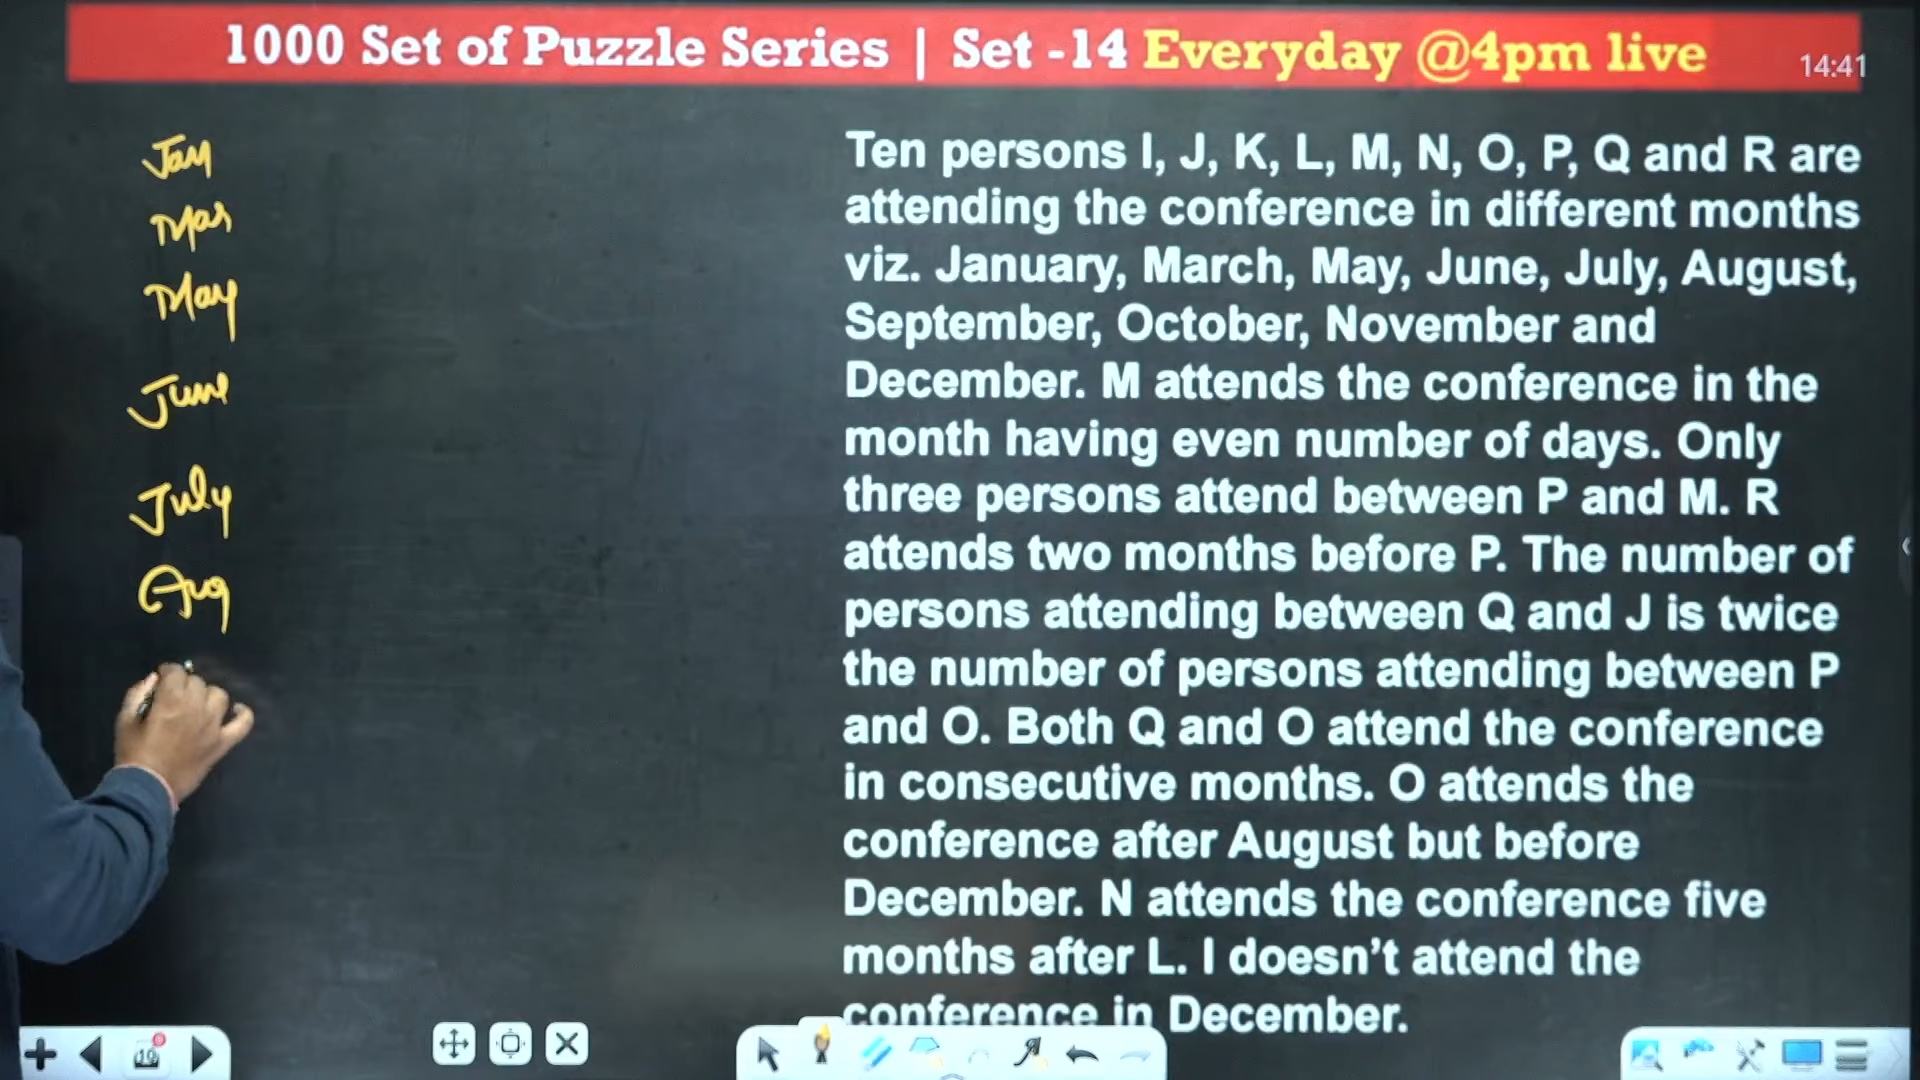 1000 Set of Puzzle Series | Set -14 Everyday @4pm live
14:41
Jan
Mar
May
June
July
Aug
Ten persons I, J, K, L, M, N, O, P, Q and R are
attending the conference in different months
viz. January, March, May, June, July, August,
September, October, November and
December. M attends the conference in the
month having even number of days. Only
three persons attend between P and M. R
attends two months before P. The number of
persons attending between Q and J is twice
the number of persons attending between P
and O. Both Q and O attend the conference
in consecutive months. O attends the
conference after August but before
December. N attends the conference five
months after L. I doesn't attend the
conference in December.
19